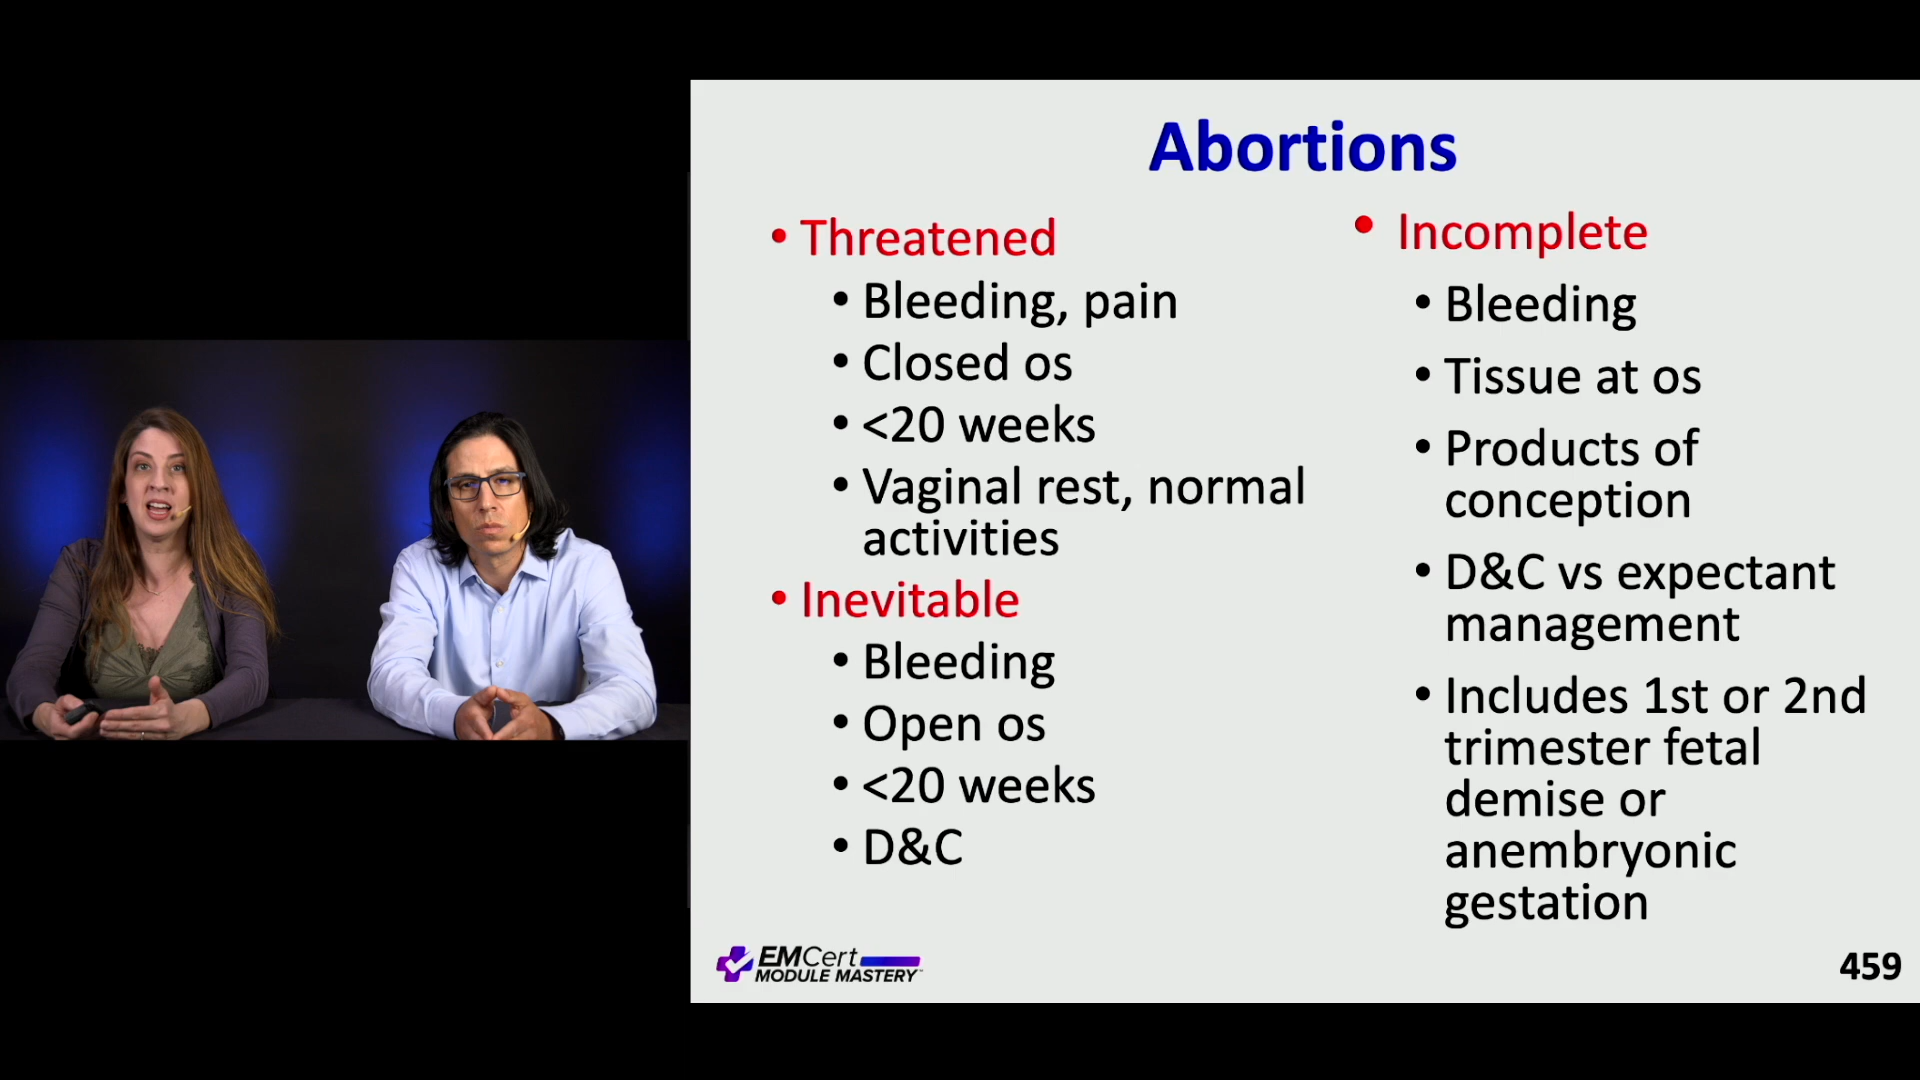 Abortions
• Threatened
• Bleeding, pain
• Closed os
• <20 weeks
• Vaginal rest, normal
activities
• Inevitable
• Bleeding
• Open os
• <20 weeks
• D&C
• Incomplete
• Bleeding
• Tissue at os
• Products of
conception
• D&C vs expectant
management
• Includes 1st or 2nd
trimester fetal
demise or
anembryonic
gestation
EMCert
MODULE MASTERY™
459